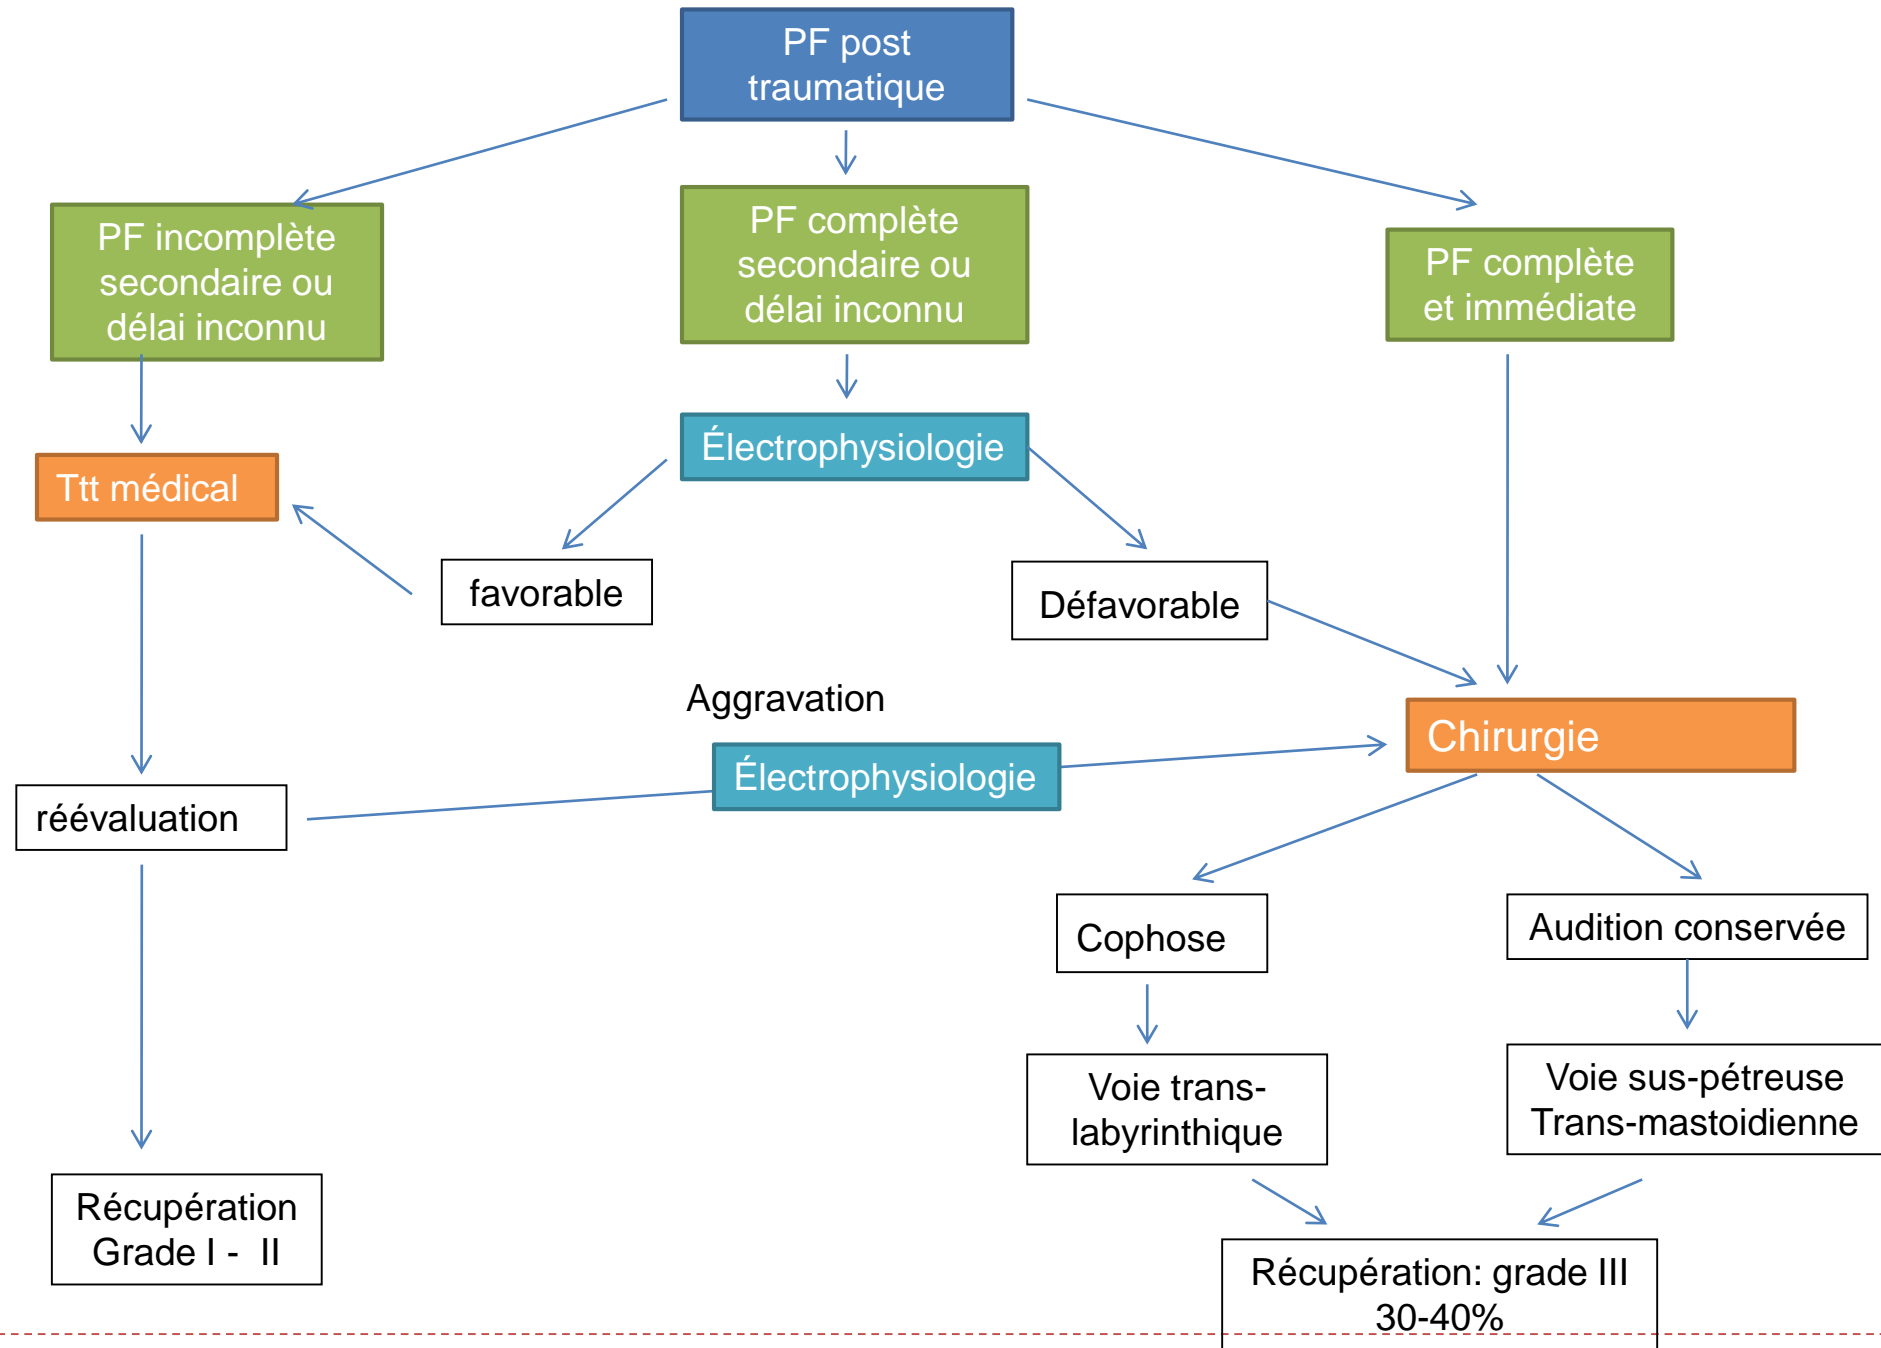 PF post
traumatique
PF incomplète
secondaire ou
délai inconnu
PF complète
secondaire ou
délai inconnu
PF complète
et immédiate
Électrophysiologie
Ttt médical
favorable
Défavorable
Aggravation
Chirurgie
Électrophysiologie
réévaluation
Cophose
Audition conservée
Voie trans-
labyrinthique
Voie sus-pétreuse
Trans-mastoidienne
Récupération
Grade I - II
Récupération: grade III
30-40%